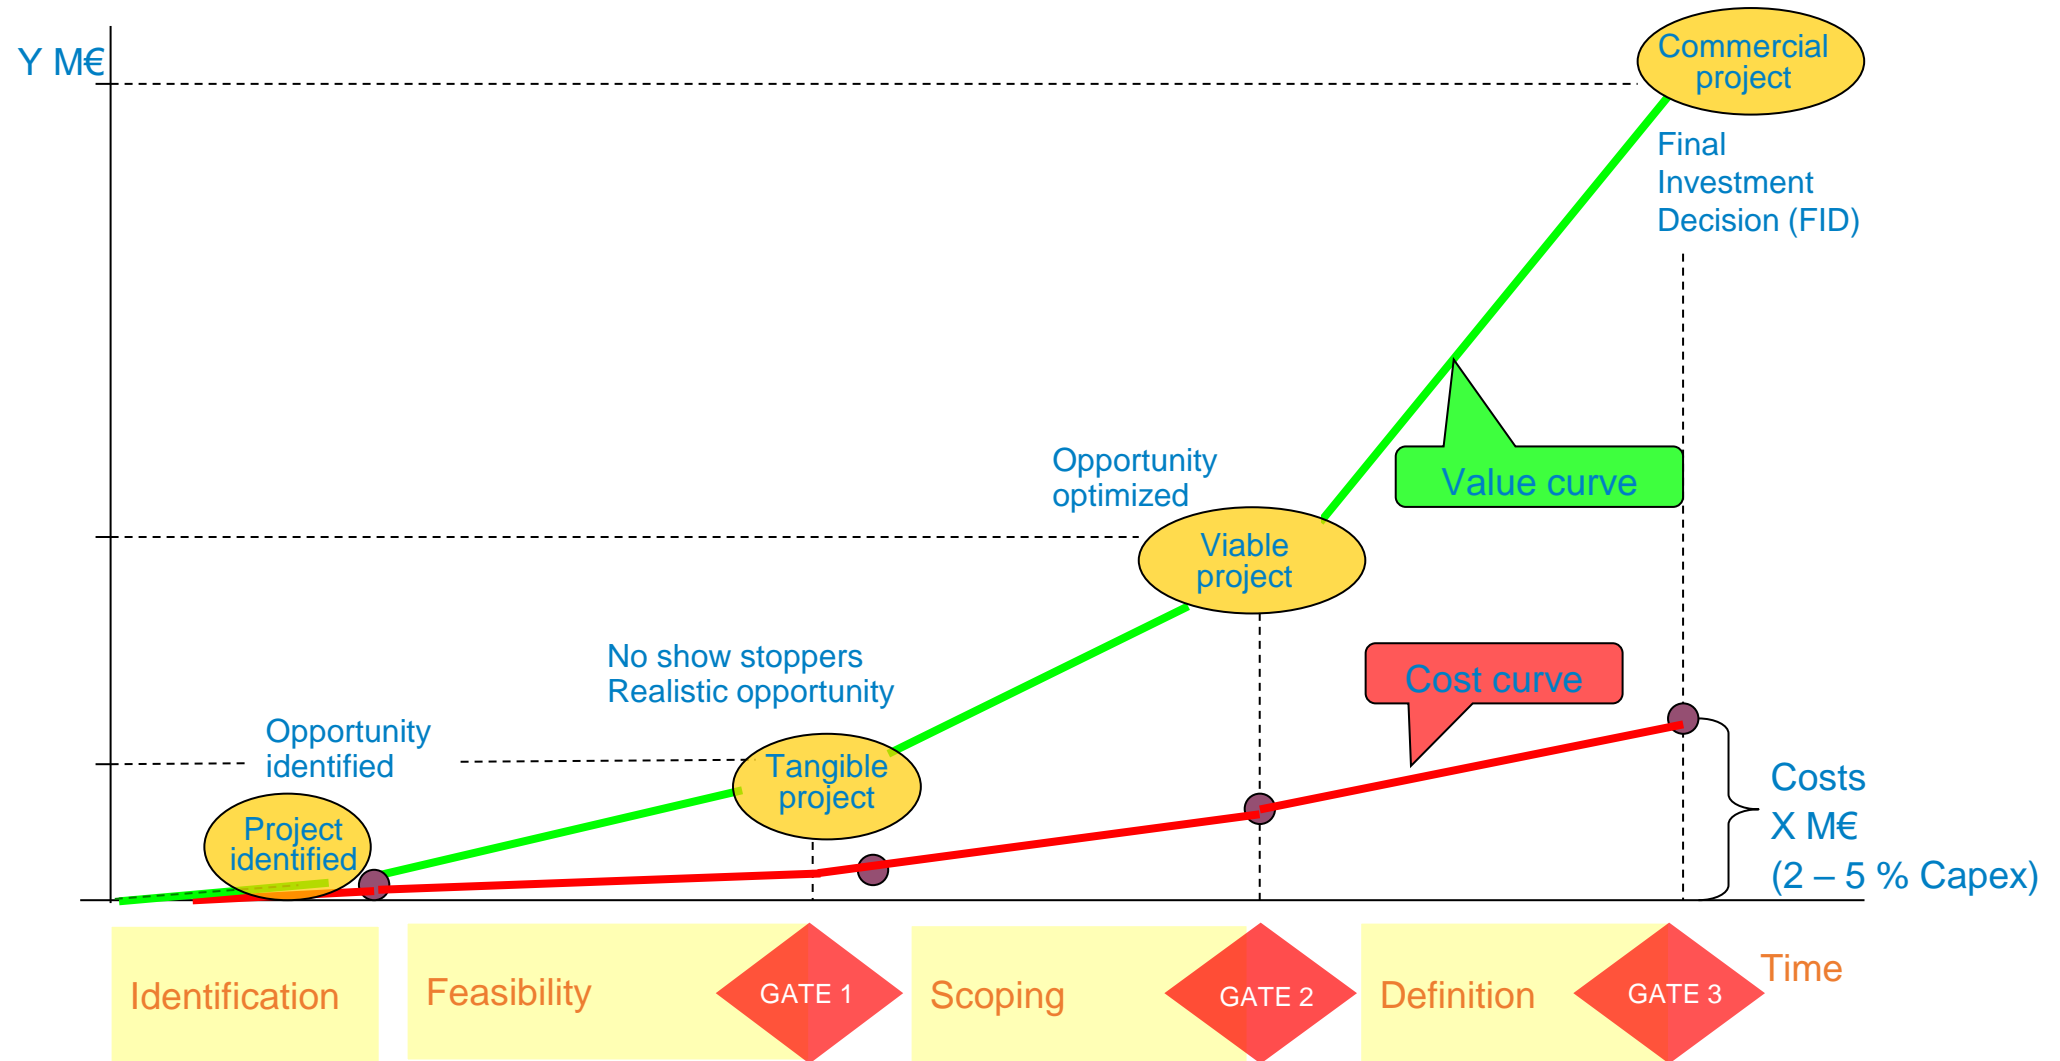 Y M€
Commercial
project
Final
Investment
Decision (FID)
Value curve
Opportunity
optimized
Viable
project
No show stoppers
Realistic opportunity
Cost curve
Opportunity
identified
Tangible
project
Project
identified
Costs
X M€
(2 – 5 % Capex)
Identification
Feasibility
GATE 1
Scoping
GATE 2
Definition
GATE 3
Time